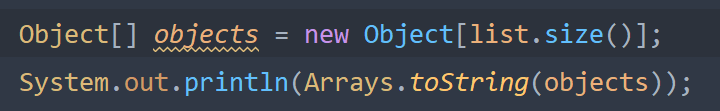 Object[] objects = new Object[list.size()];
System.out.println(Arrays.toString(objects));